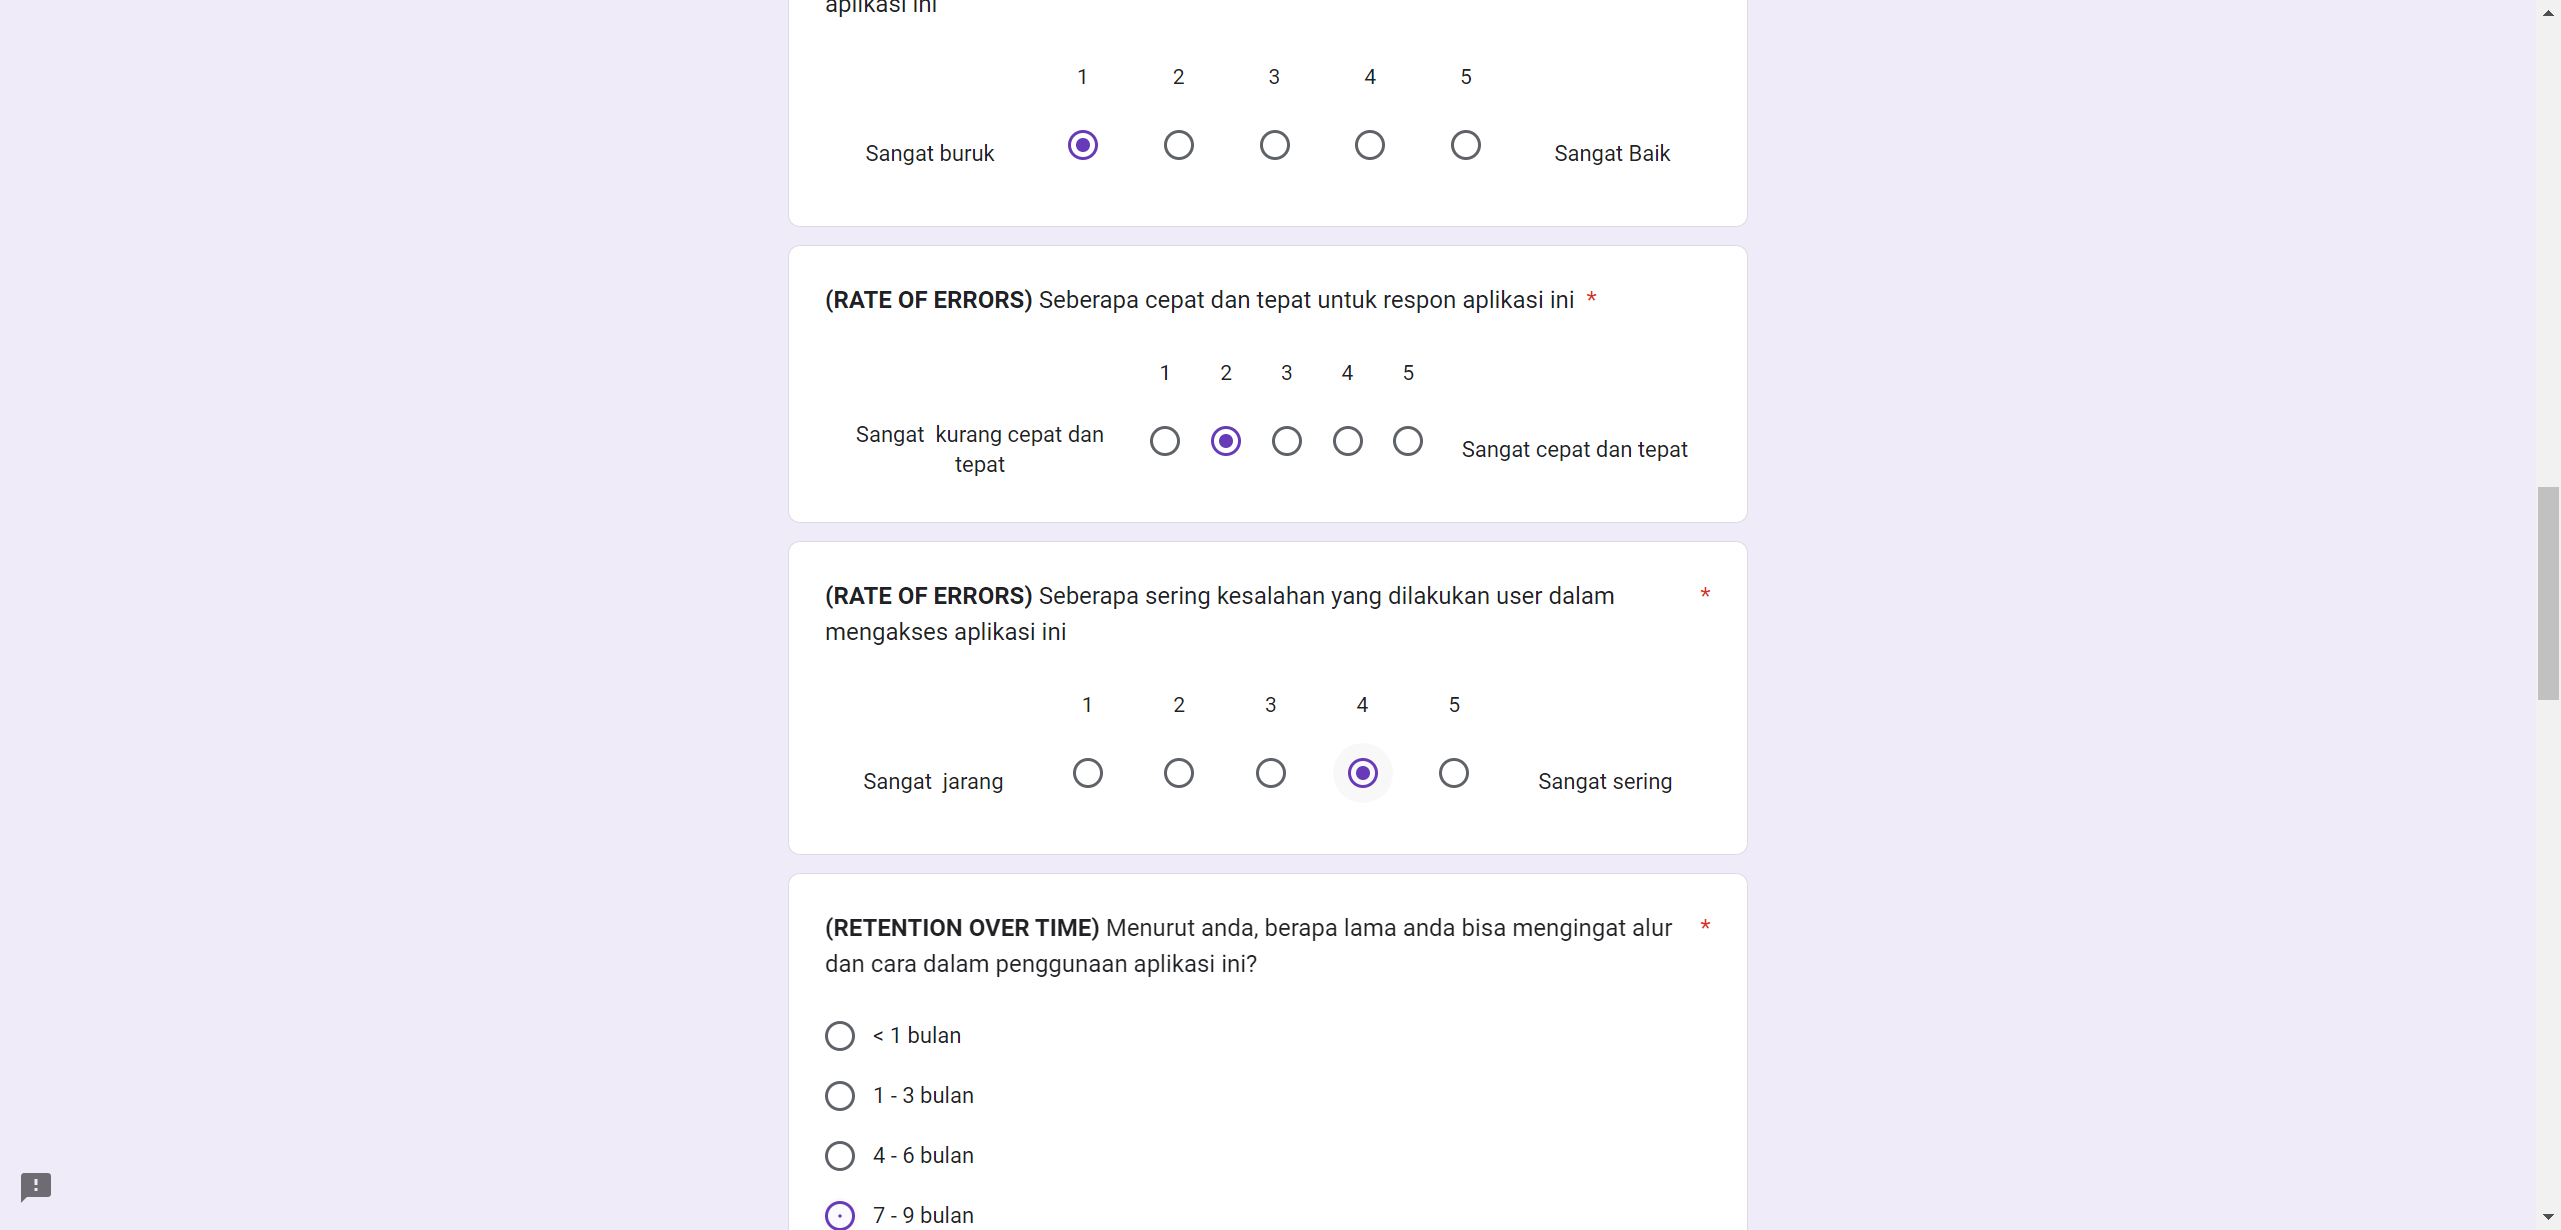 aplikasi ini
1 2 3 4 5
Sangat buruk Sangat Baik
(RATE OF ERRORS) Seberapa cepat dan tepat untuk respon aplikasi ini *
1 2 3 4 5
Sangat kurang cepat dan
tepat
Sangat cepat dan tepat
(RATE OF ERRORS) Seberapa sering kesalahan yang dilakukan user dalam *
mengakses aplikasi ini
1 2 3 4 5
Sangat jarang Sangat sering
(RETENTION OVER TIME) Menurut anda, berapa lama anda bisa mengingat alur *
dan cara dalam penggunaan aplikasi ini?
< 1 bulan
1 - 3 bulan
4 - 6 bulan
7 - 9 bulan